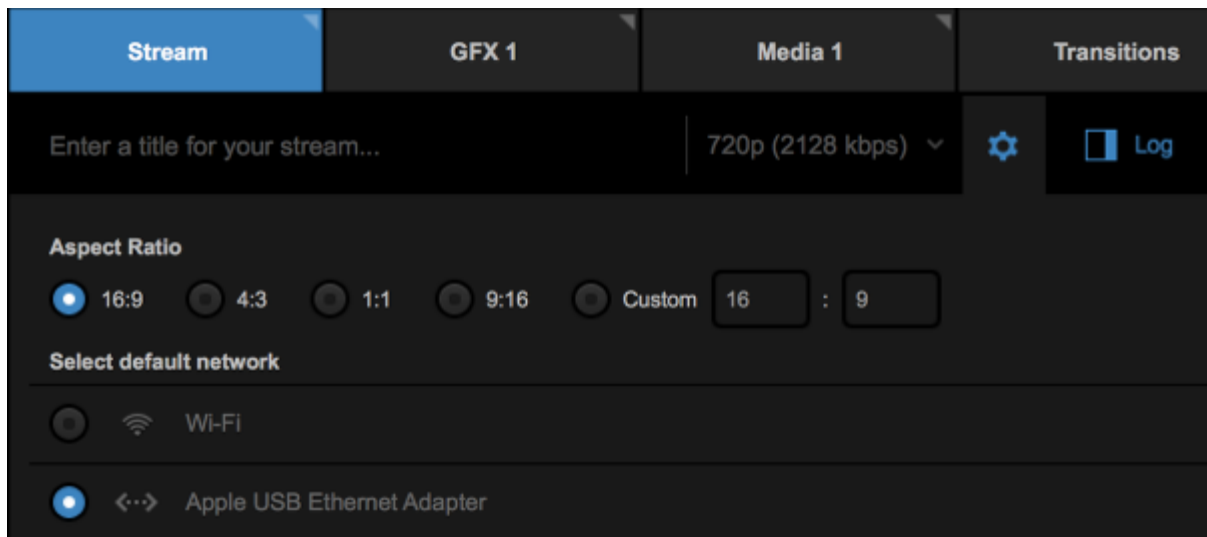 Stream GFX 1 Media 1 Transitions
Enter a title for your stream... 720p (2128 kbps) Log
Aspect Ratio
16:9 4:3 1:1 9:16 Custom 16 : 9
Select default network
Wi-Fi
Apple USB Ethernet Adapter